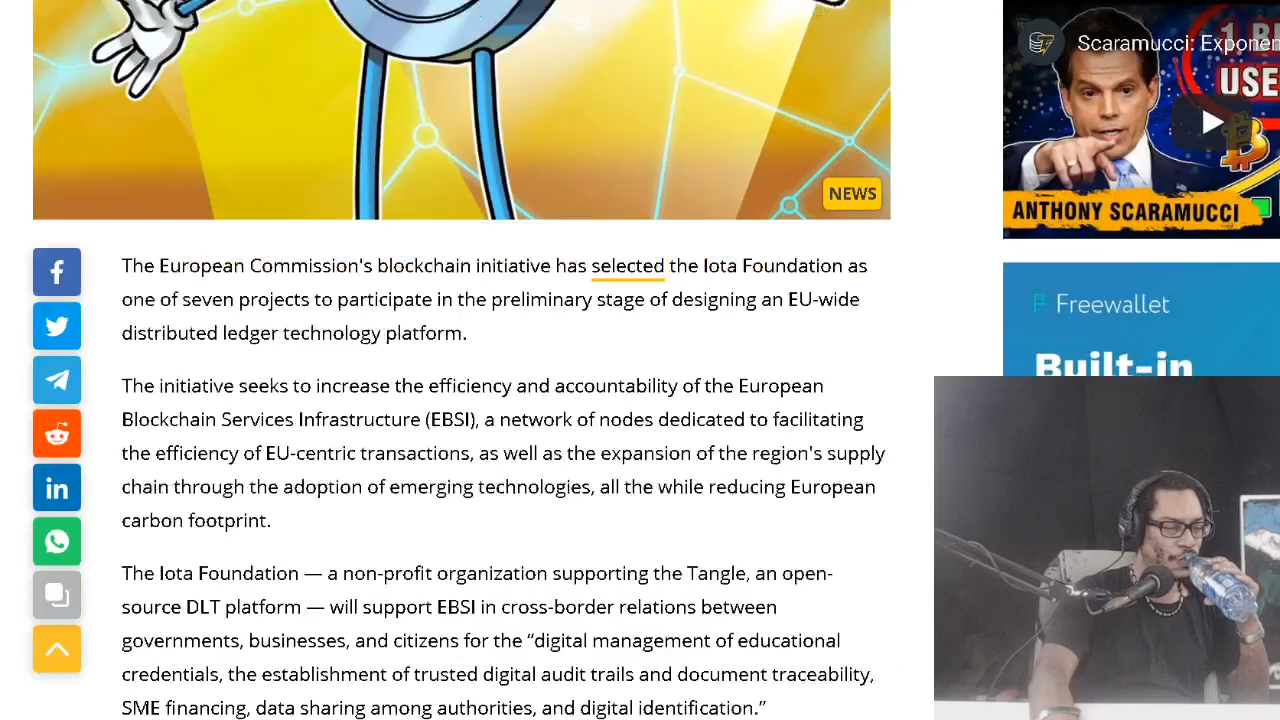 NEWS
The European Commission's blockchain initiative has selected the Iota Foundation as
one of seven projects to participate in the preliminary stage of designing an EU-wide
distributed ledger technology platform.
The initiative seeks to increase the efficiency and accountability of the European
Blockchain Services Infrastructure (EBSI), a network of nodes dedicated to facilitating
the efficiency of EU-centric transactions, as well as the expansion of the region's supply
chain through the adoption of emerging technologies, all the while reducing European
carbon footprint.
The Iota Foundation — a non-profit organization supporting the Tangle, an open-
source DLT platform — will support EBSI in cross-border relations between
governments, businesses, and citizens for the “digital management of educational
credentials, the establishment of trusted digital audit trails and document traceability,
SME financing, data sharing among authorities, and digital identification.”
Scaramucci:
ANTHONY SCARAMUCCI
Freewallet
Built-in